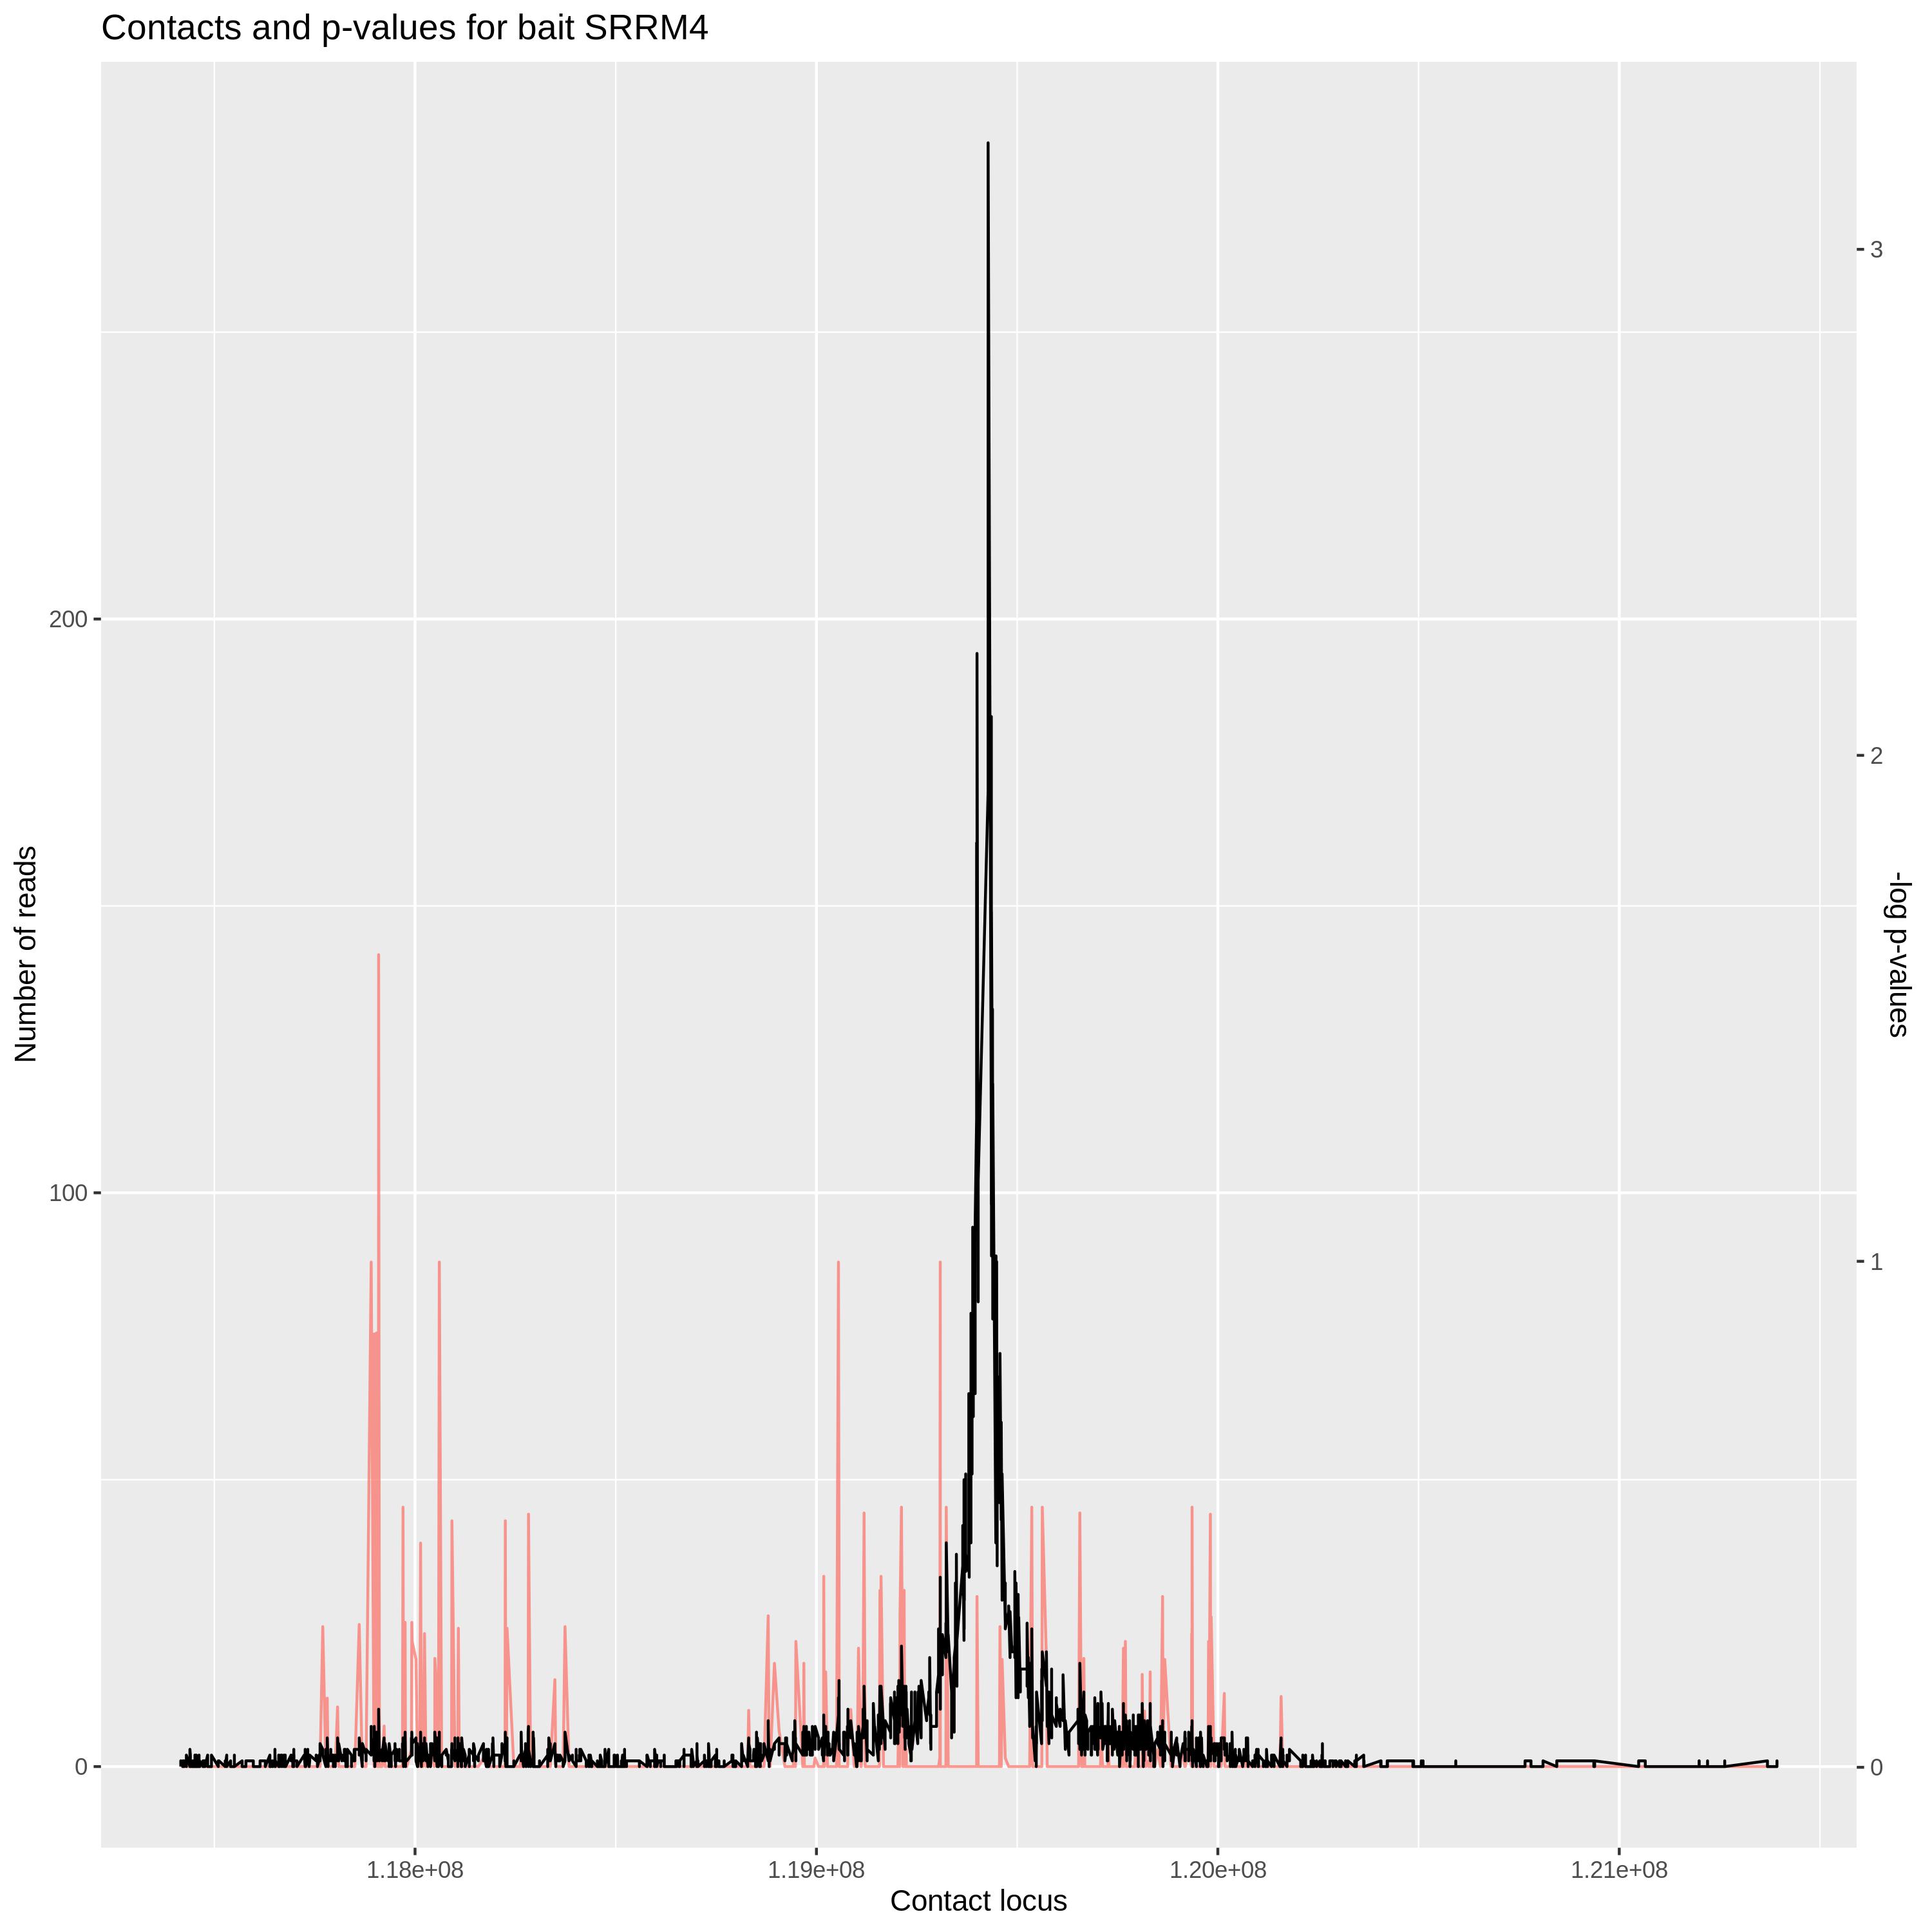 Contacts and p-values for bait SRRM4
Number of reads
200
100
0
3
2
1
0
-log p-values
1.18e+08
1.19e+08
1.20e+08
1.21e+08
Contact locus